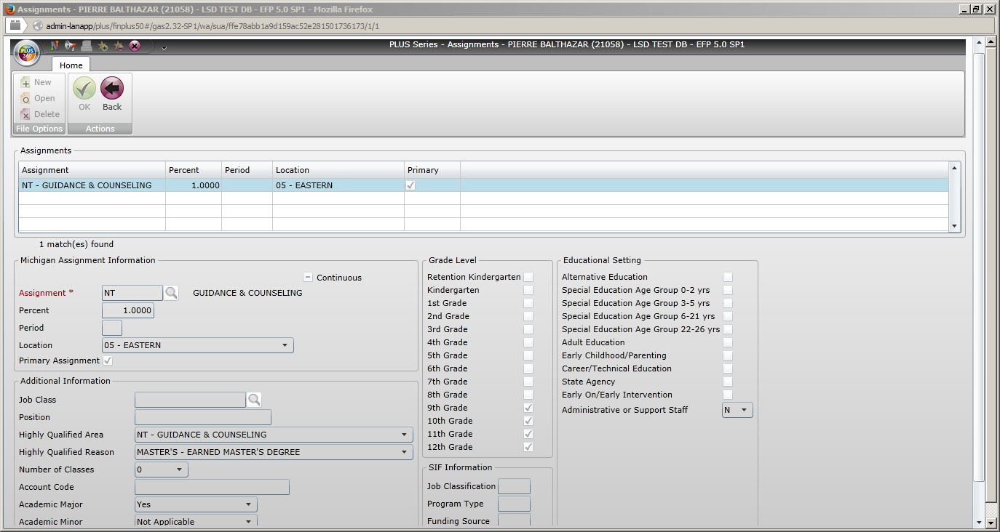 Assignments - PIERRE BALTHAZAR (21058) - LSD TEST DB - EFP 5.0 SP1 - Mozilla Firefox
admin-lanapp/plus/finplus50#/gas2.32-SP1/wa/sua/ffe78abb1a9d159ac52e281501736173/1/1
PLUS 360
PLUS Series - Assignments - PIERRE BALTHAZAR (21058) - LSD TEST DB - EFP 5.0 SP1
Home
New
Open
Delete
File Options
OK
Back
Actions
Assignments
Assignment Percent Period Location Primary
NT - GUIDANCE & COUNSELING 1.0000 05 - EASTERN
1 match(es) found
Michigan Assignment Information
Continuous
Assignment * NT GUIDANCE & COUNSELING
Percent 1.0000
Period
Location 05 - EASTERN
Primary Assignment
Additional Information
Job Class
Position
Highly Qualified Area NT - GUIDANCE & COUNSELING
Highly Qualified Reason MASTER'S - EARNED MASTER'S DEGREE
Number of Classes 0
Account Code
Academic Major Yes
Academic Minor Not Applicable
Grade Level
Retention Kindergarten
Kindergarten
1st Grade
2nd Grade
3rd Grade
4th Grade
5th Grade
6th Grade
7th Grade
8th Grade
9th Grade
10th Grade
11th Grade
12th Grade
SIF Information
Job Classification
Program Type
Funding Source
Educational Setting
Alternative Education
Special Education Age Group 0-2 yrs
Special Education Age Group 3-5 yrs
Special Education Age Group 6-21 yrs
Special Education Age Group 22-26 yrs
Adult Education
Early Childhood/Parenting
Career/Technical Education
State Agency
Early On/Early Intervention
Administrative or Support Staff N